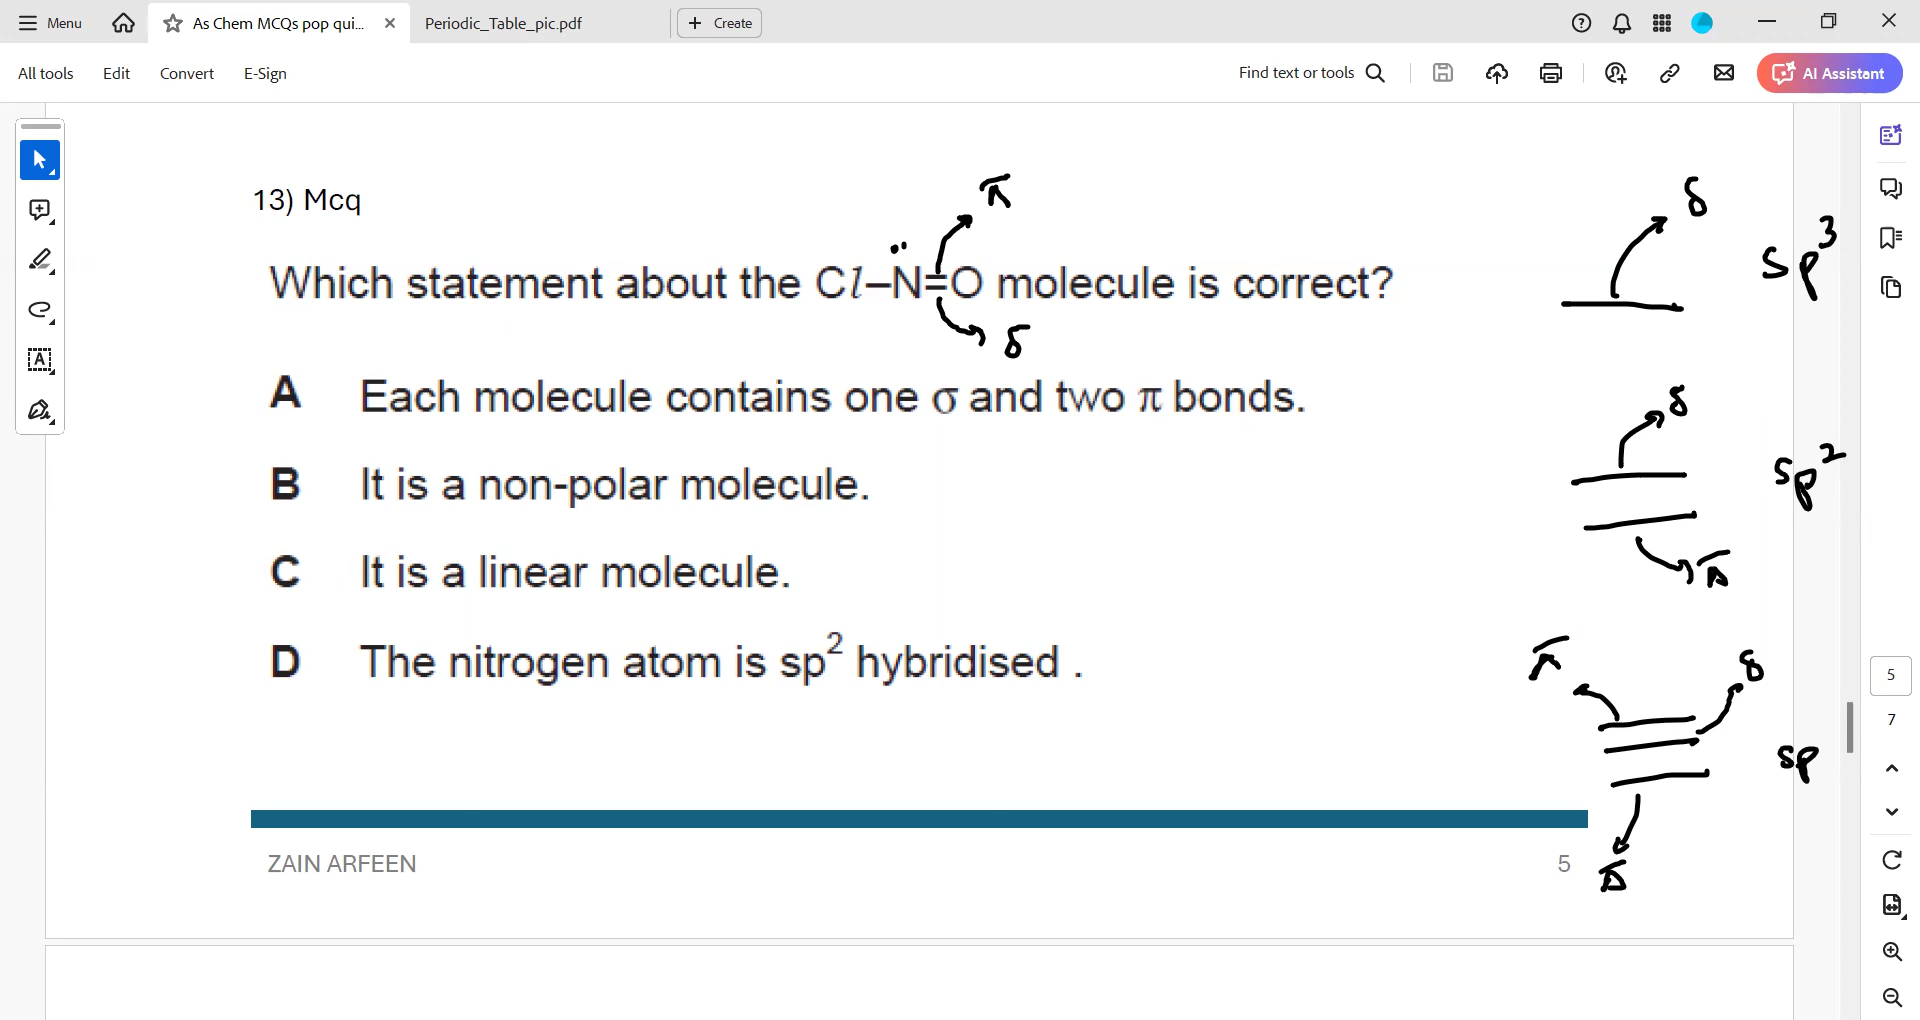 Menu
As Chem MCQs pop qui...
Periodic_Table_pic.pdf
Create
All tools
Edit
Convert
E-Sign
Find text or tools
AI Assistant
13) Mcq
π
Which statement about the Cl–N=O molecule is correct?
δ
A Each molecule contains one σ and two π bonds.
B It is a non-polar molecule.
C It is a linear molecule.
D The nitrogen atom is sp² hybridised .
δ
sp³
δ
sp²
π
π
δ
sp
π
ZAIN ARFEEN
5
5
7